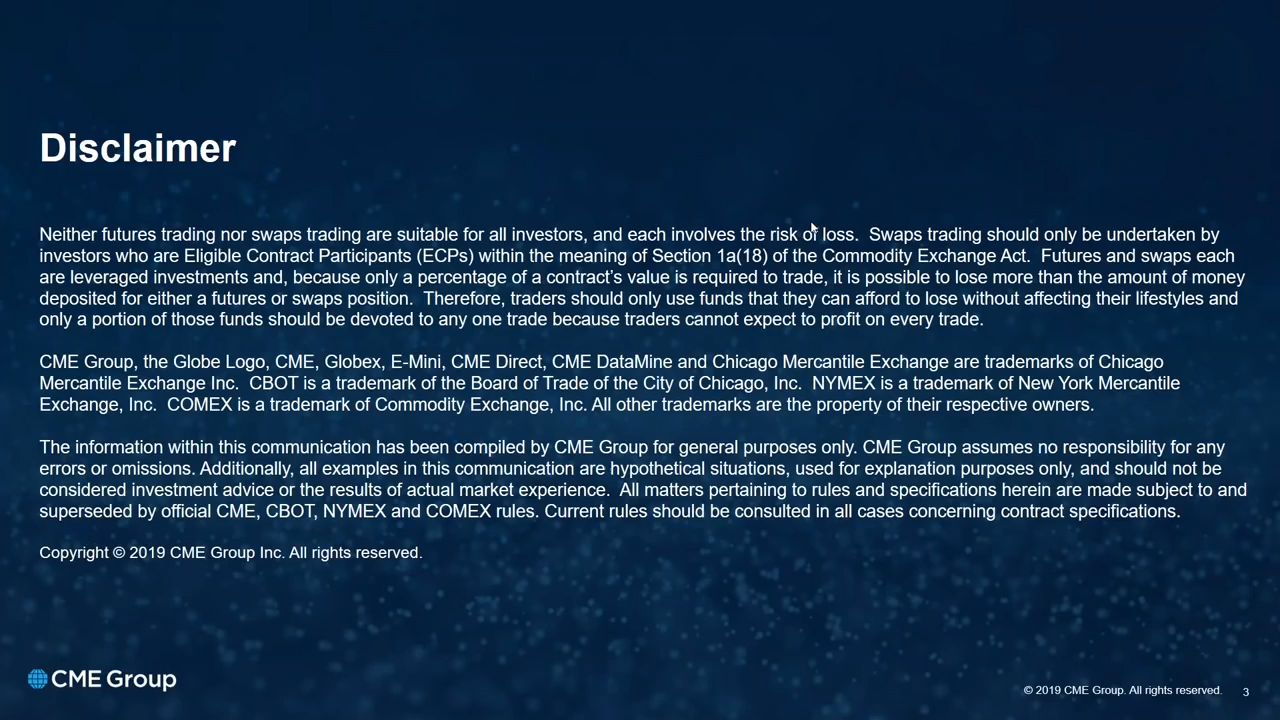 Disclaimer
Neither futures trading nor swaps trading are suitable for all investors, and each involves the risk of loss.  Swaps trading should only be undertaken by
investors who are Eligible Contract Participants (ECPs) within the meaning of Section 1a(18) of the Commodity Exchange Act.  Futures and swaps each
are leveraged investments and, because only a percentage of a contract’s value is required to trade, it is possible to lose more than the amount of money
deposited for either a futures or swaps position.  Therefore, traders should only use funds that they can afford to lose without affecting their lifestyles and
only a portion of those funds should be devoted to any one trade because traders cannot expect to profit on every trade.
CME Group, the Globe Logo, CME, Globex, E-Mini, CME Direct, CME DataMine and Chicago Mercantile Exchange are trademarks of Chicago
Mercantile Exchange Inc.  CBOT is a trademark of the Board of Trade of the City of Chicago, Inc.  NYMEX is a trademark of New York Mercantile
Exchange, Inc.  COMEX is a trademark of Commodity Exchange, Inc. All other trademarks are the property of their respective owners.
The information within this communication has been compiled by CME Group for general purposes only. CME Group assumes no responsibility for any
errors or omissions. Additionally, all examples in this communication are hypothetical situations, used for explanation purposes only, and should not be
considered investment advice or the results of actual market experience.  All matters pertaining to rules and specifications herein are made subject to and
superseded by official CME, CBOT, NYMEX and COMEX rules. Current rules should be consulted in all cases concerning contract specifications.
Copyright © 2019 CME Group Inc. All rights reserved.
CME Group
© 2019 CME Group. All rights reserved. 3